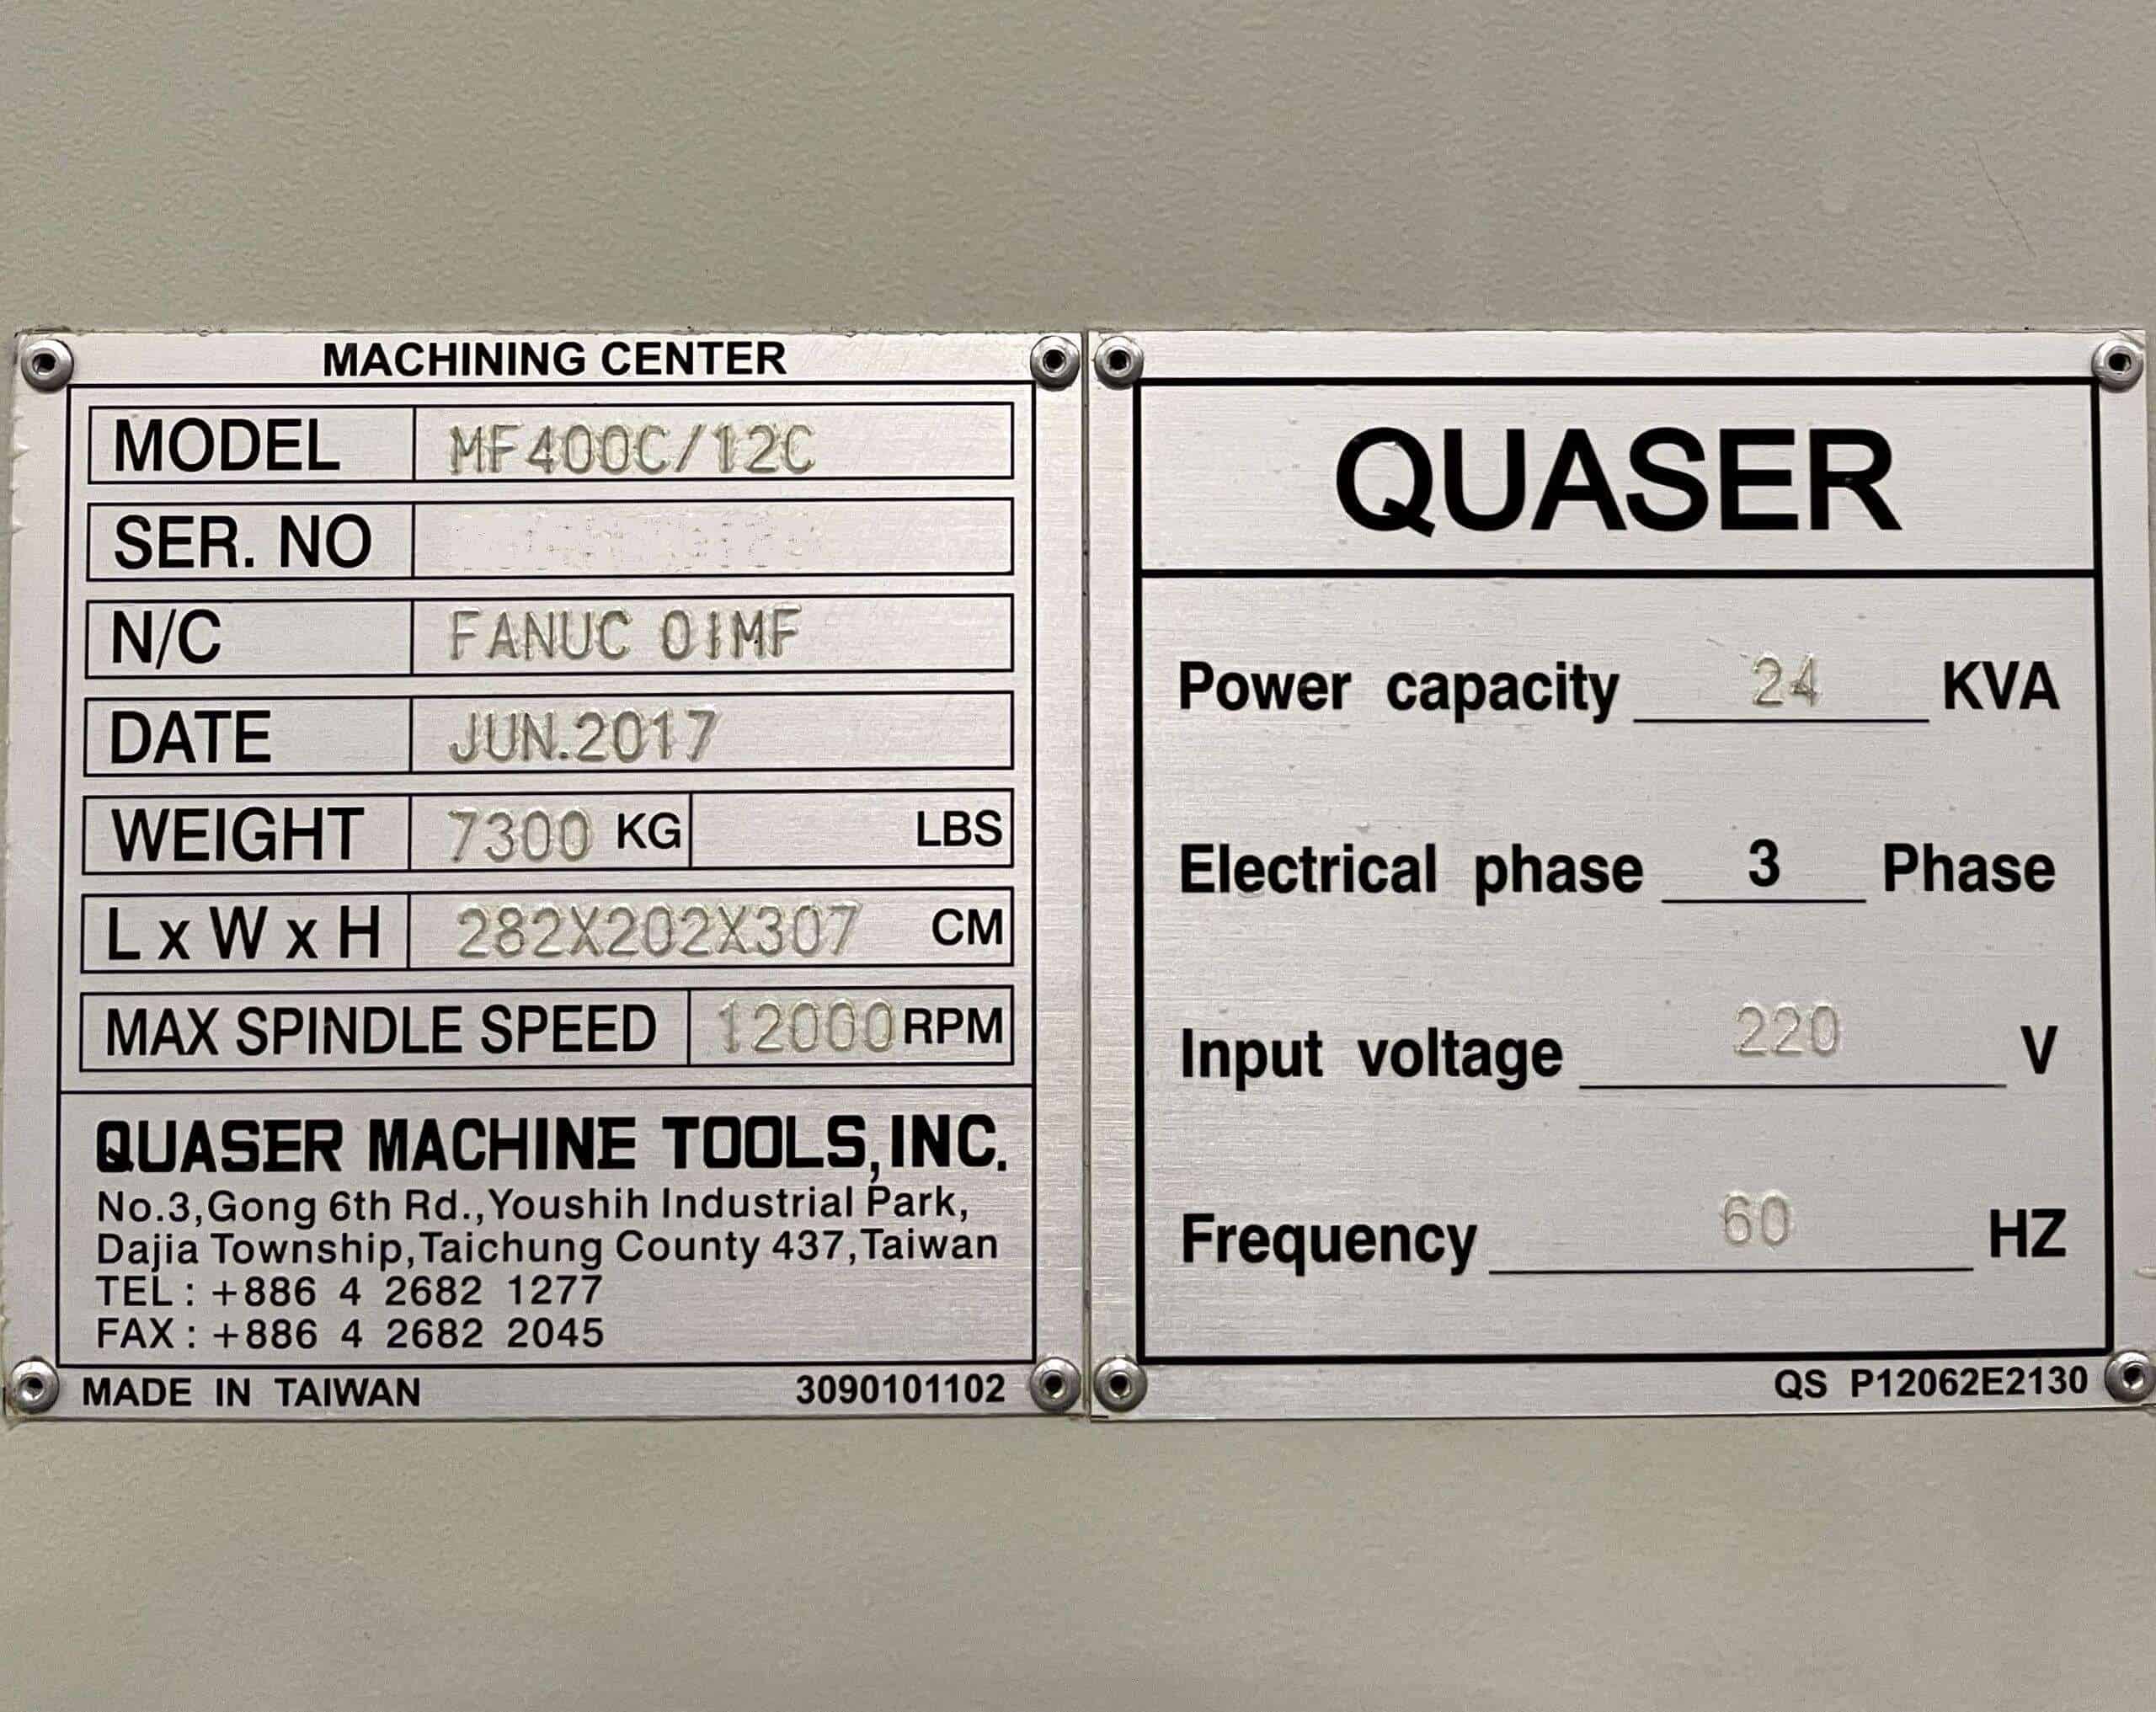 MACHINING CENTER
MODEL MF400C/12C
SER. NO
N/C FANUC 0IMF
DATE JUN.2017
WEIGHT 7300 KG LBS
L x W x H 282X202X307 CM
MAX SPINDLE SPEED 12000 RPM
QUASER MACHINE TOOLS,INC.
No.3,Gong 6th Rd.,Youshih Industrial Park,
Dajia Township,Taichung County 437,Taiwan
TEL : +886 4 2682 1277
FAX : +886 4 2682 2045
MADE IN TAIWAN 3090101102
QUASER
Power capacity 24 KVA
Electrical phase 3 Phase
Input voltage 220 V
Frequency 60 HZ
QS P12062E2130